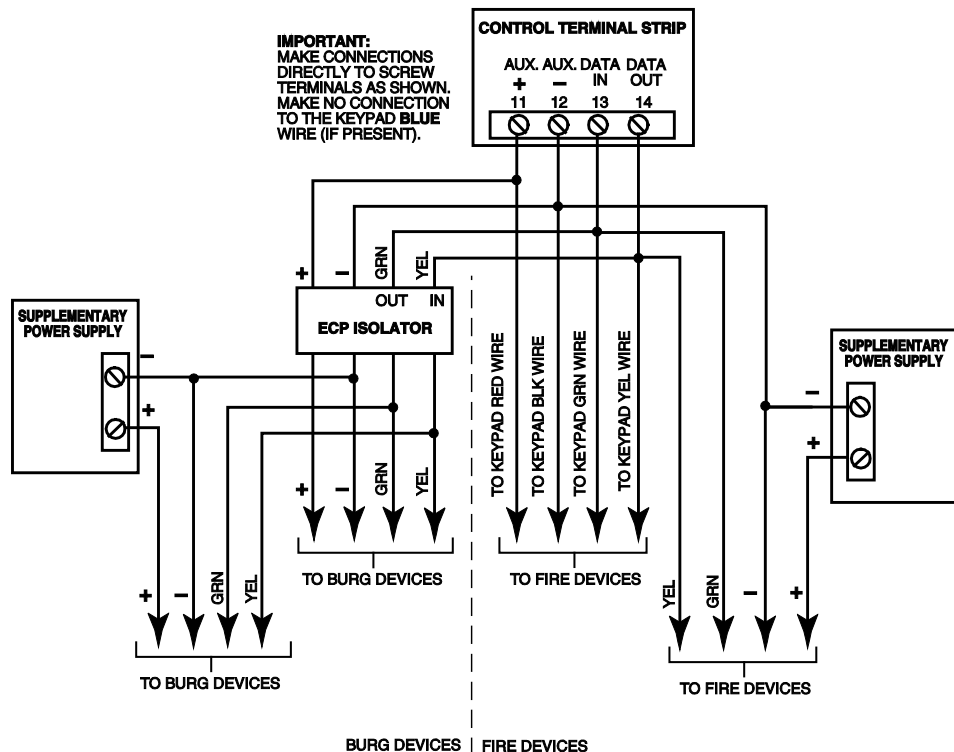 IMPORTANT:
MAKE CONNECTIONS
DIRECTLY TO SCREW
TERMINALS AS SHOWN.
MAKE NO CONNECTION
TO THE KEYPAD BLUE
WIRE (IF PRESENT).
CONTROL TERMINAL STRIP
AUX. AUX. DATA DATA
+ – IN OUT
11 12 13 14
+ – GRN YEL
OUT IN
ECP ISOLATOR
SUPPLEMENTARY
POWER SUPPLY
–
+
TO KEYPAD RED WIRE
TO KEYPAD BLK WIRE
TO KEYPAD GRN WIRE
TO KEYPAD YEL WIRE
SUPPLEMENTARY
POWER SUPPLY
–
+
+ – GRN YEL
TO BURG DEVICES
TO FIRE DEVICES
+ – GRN YEL
TO BURG DEVICES
YEL GRN – +
TO FIRE DEVICES
BURG DEVICES
FIRE DEVICES